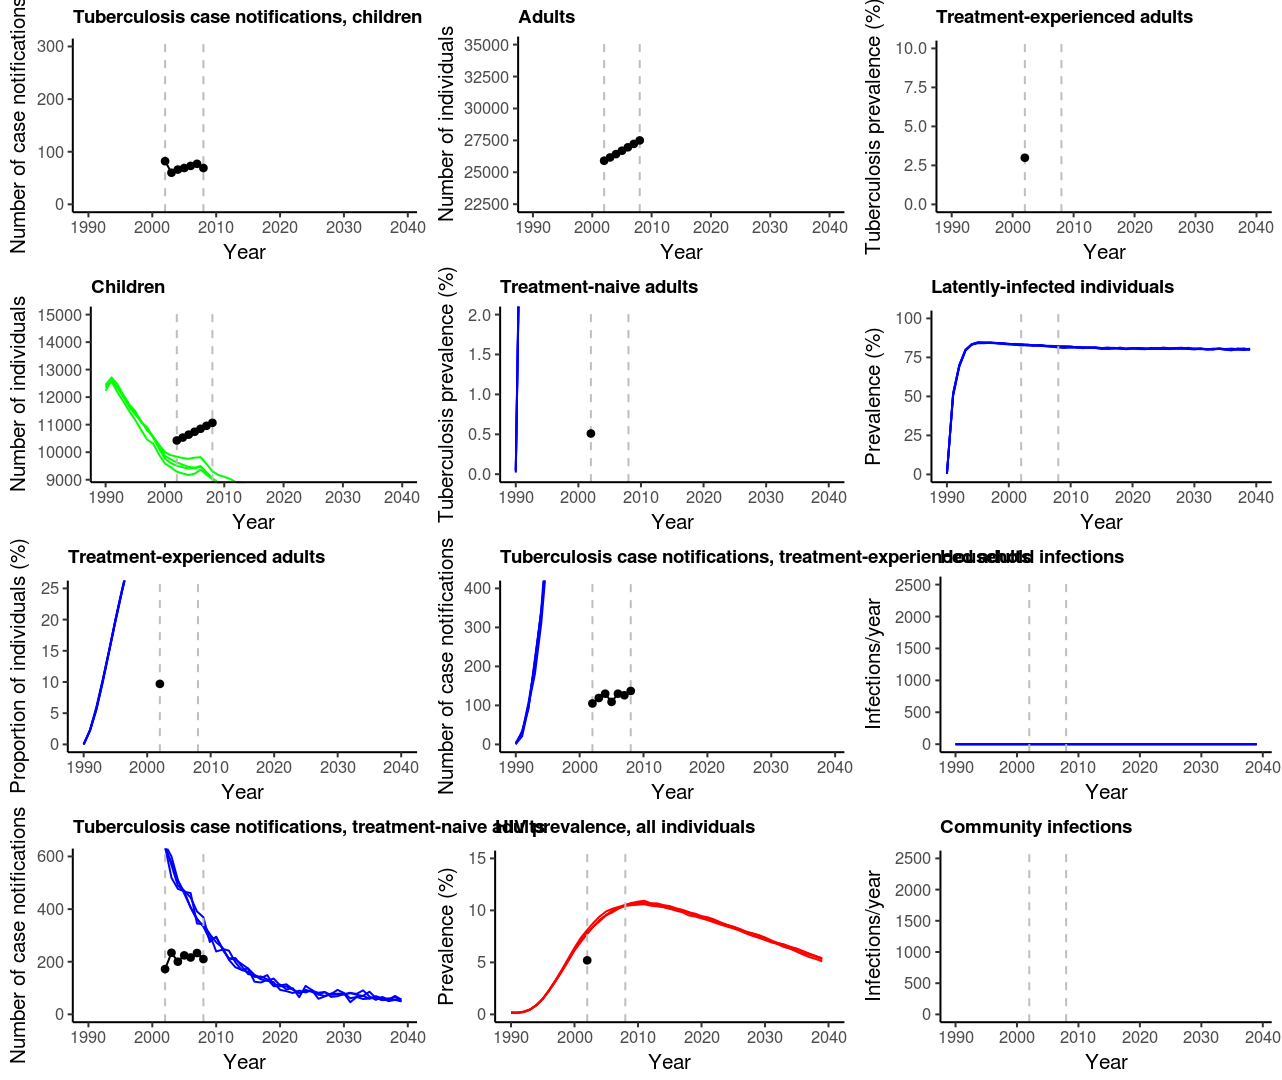 Tuberculosis case notifications, children
Number of case notifications
300
200
100
0
1990 2000 2010 2020 2030 2040
Year
Adults
Number of individuals
35000
32500
30000
27500
25000
22500
1990 2000 2010 2020 2030 2040
Year
Treatment-experienced adults
Tuberculosis prevalence (%)
10.0
7.5
5.0
2.5
0.0
1990 2000 2010 2020 2030 2040
Year
Children
Number of individuals
15000
14000
13000
12000
11000
10000
9000
1990 2000 2010 2020 2030 2040
Year
Treatment-naive adults
Tuberculosis prevalence (%)
2.0
1.5
1.0
0.5
0.0
1990 2000 2010 2020 2030 2040
Year
Latently-infected individuals
Prevalence (%)
100
75
50
25
0
1990 2000 2010 2020 2030 2040
Year
Treatment-experienced adults
Proportion of individuals (%)
25
20
15
10
5
0
1990 2000 2010 2020 2030 2040
Year
Tuberculosis case notifications, treatment-experienced adults
Number of case notifications
400
300
200
100
0
1990 2000 2010 2020 2030 2040
Year
Household infections
Infections/year
2500
2000
1500
1000
500
0
1990 2000 2010 2020 2030 2040
Year
Tuberculosis case notifications, treatment-naive adults
Number of case notifications
600
400
200
0
1990 2000 2010 2020 2030 2040
Year
HIV prevalence, all individuals
Prevalence (%)
15
10
5
0
1990 2000 2010 2020 2030 2040
Year
Community infections
Infections/year
2500
2000
1500
1000
500
0
1990 2000 2010 2020 2030 2040
Year